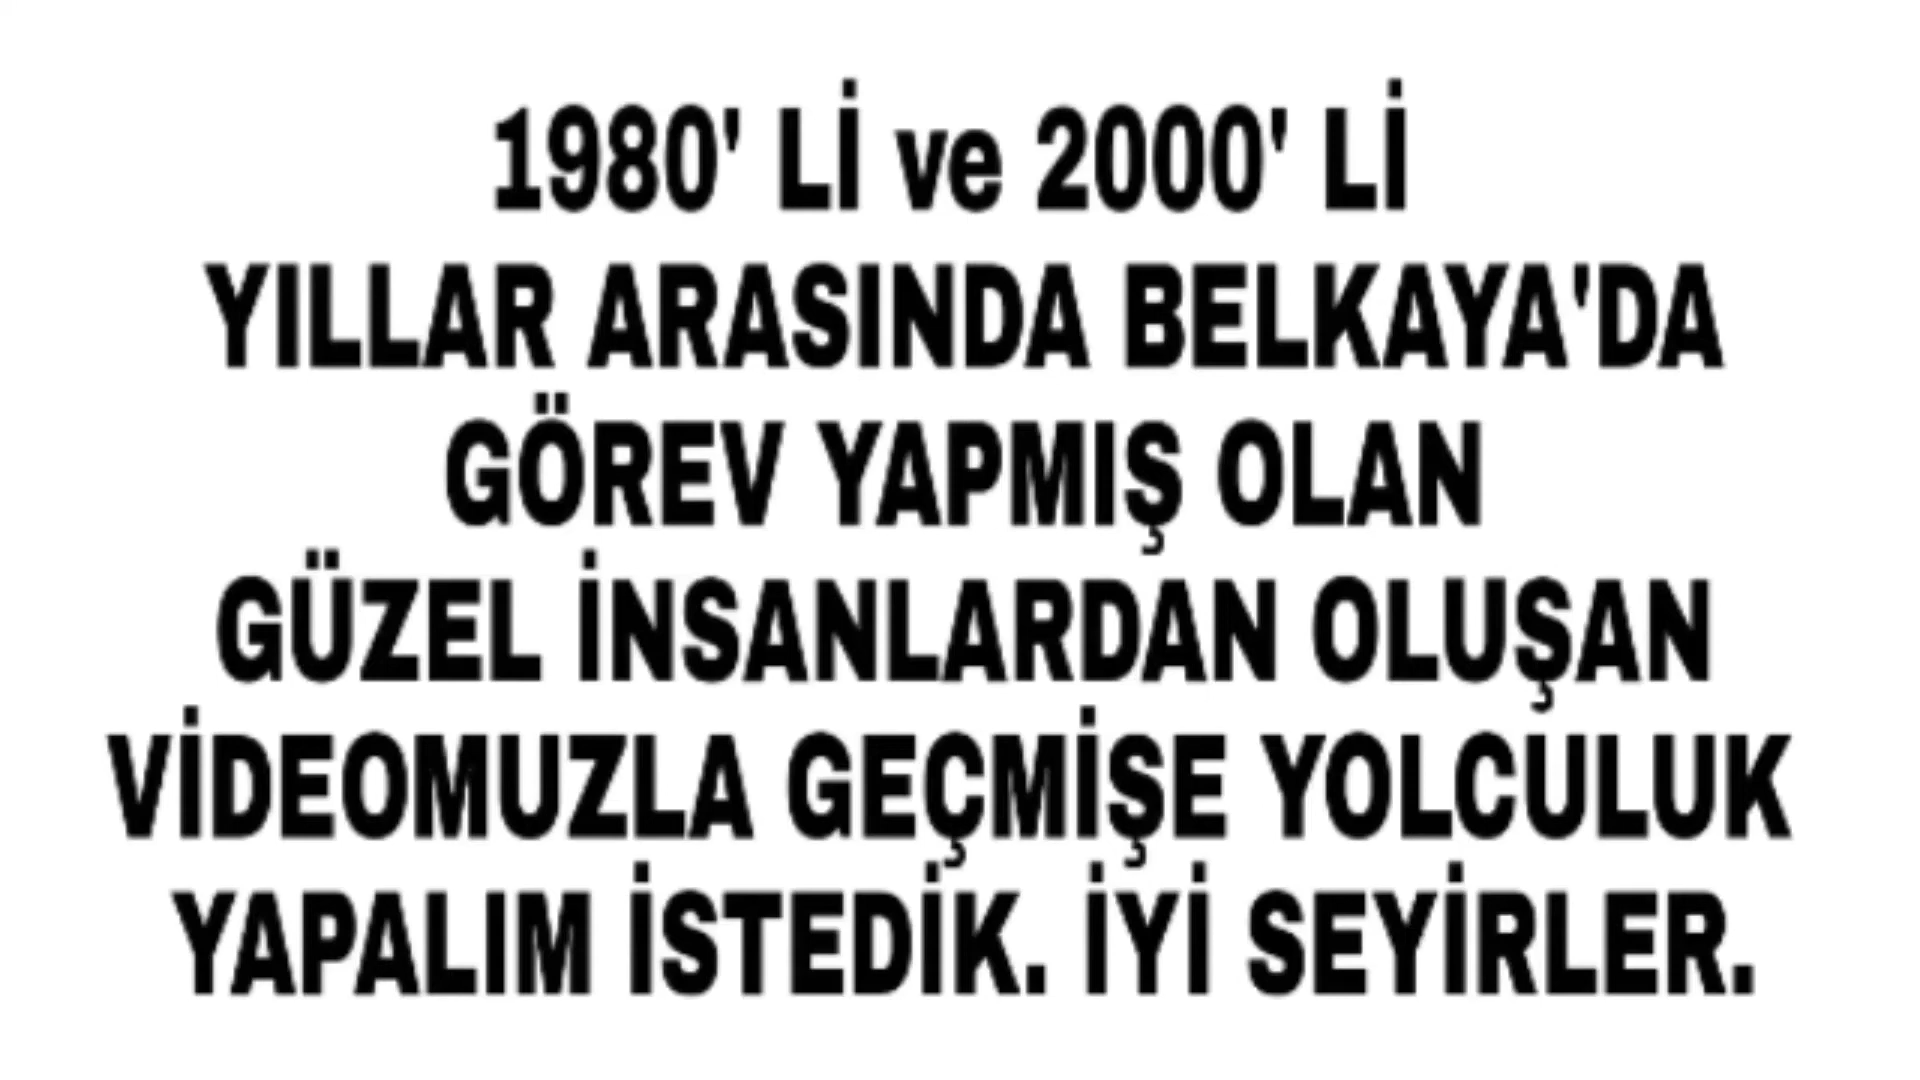 1980' Lİ ve 2000' Lİ
YILLAR ARASINDA BELKAYA'DA
GÖREV YAPMIŞ OLAN
GÜZEL İNSANLARDAN OLUŞAN
VİDEOMUZLA GEÇMİŞE YOLCULUK
YAPALIM İSTEDİK. İYİ SEYİRLER.